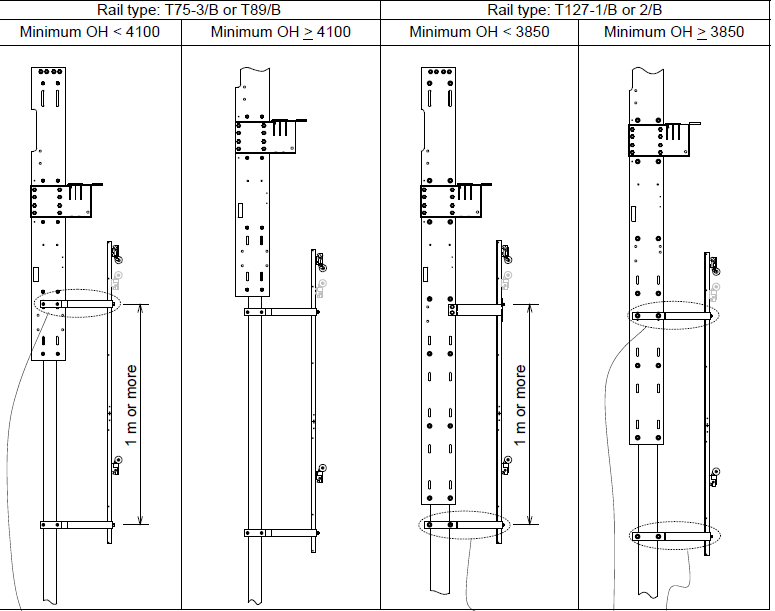 Rail type: T75-3/B or T89/B
Rail type: T127-1/B or 2/B
Minimum OH < 4100
Minimum OH ≥ 4100
Minimum OH < 3850
Minimum OH ≥ 3850
1 m or more
1 m or more